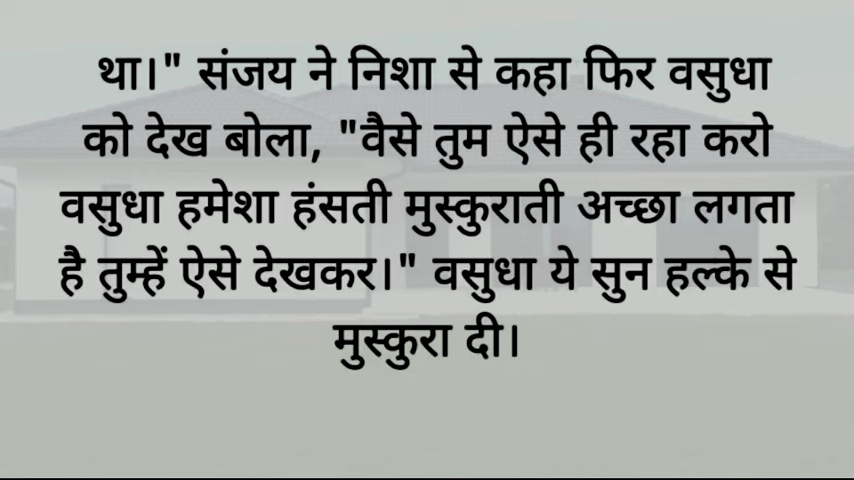 था।" संजय ने निशा से कहा फिर वसुधा
को देख बोला, "वैसे तुम ऐसे ही रहा करो
वसुधा हमेशा हंसती मुस्कुराती अच्छा लगता
है तुम्हें ऐसे देखकर।" वसुधा ये सुन हल्के से
मुस्कुरा दी।